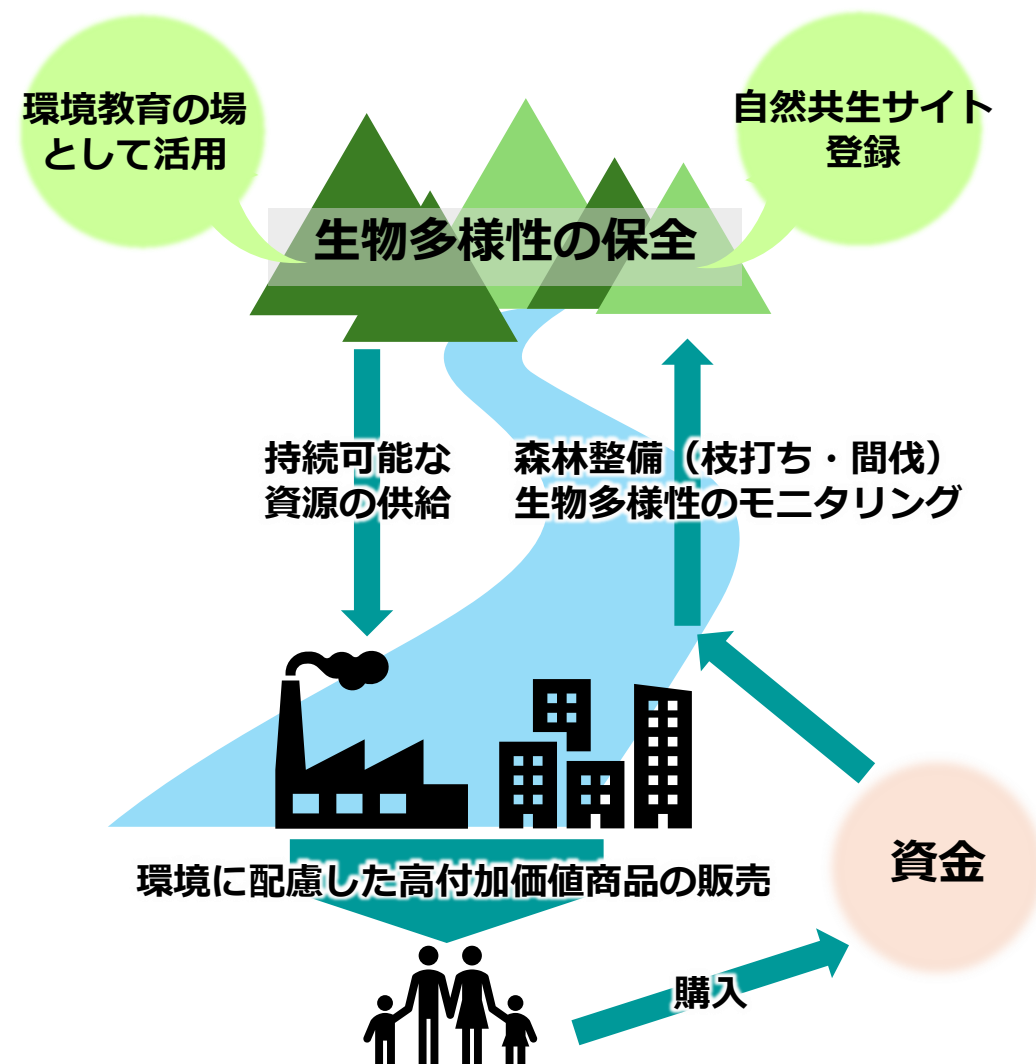 環境教育の場
として活用
自然共生サイト
登録
生物多様性の保全
持続可能な
資源の供給
森林整備（枝打ち・間伐）
生物多様性のモニタリング
環境に配慮した高付加価値商品の販売
資金
購入